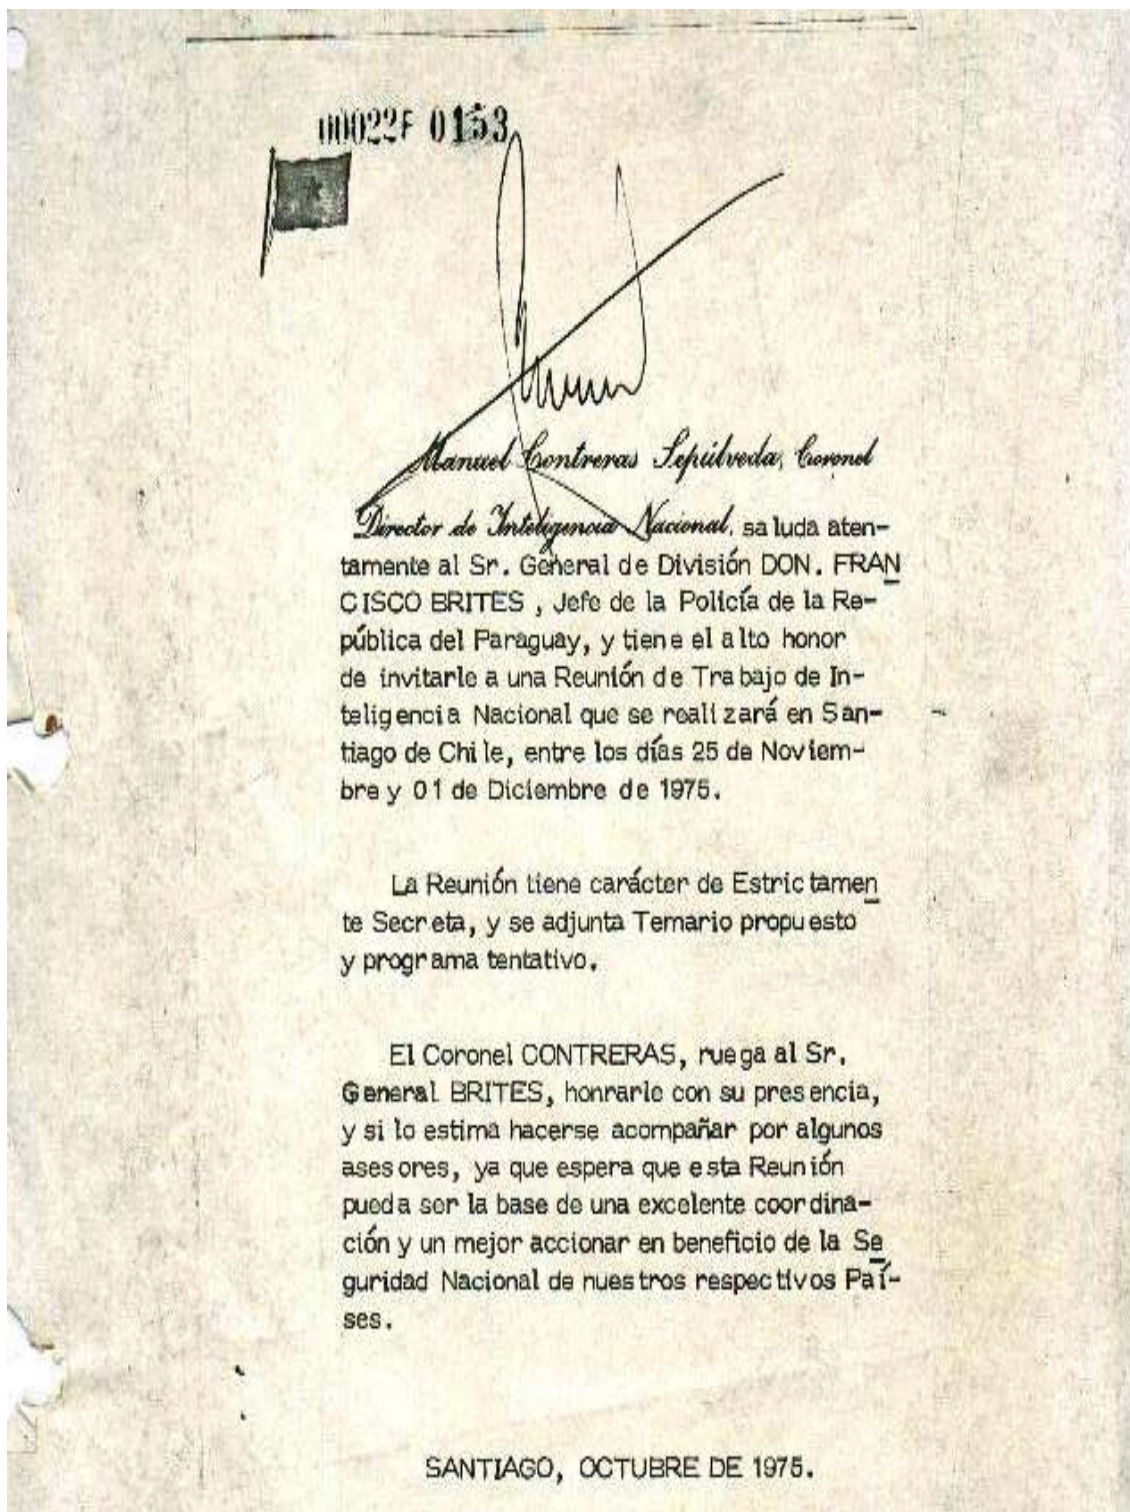 00022F 0153
Manuel Contreras Sepúlveda, Coronel
Director de Inteligencia Nacional, saluda aten-
tamente al Sr. General de División DON. FRAN
CISCO BRITES , Jefe de la Policía de la Re-
pública del Paraguay, y tiene el alto honor
de invitarle a una Reunión de Trabajo de In-
teligencia Nacional que se realizará en San-
tiago de Chile, entre los días 25 de Noviem-
bre y 01 de Diciembre de 1975.
La Reunión tiene carácter de Estrictamen
te Secreta, y se adjunta Temario propuesto
y programa tentativo.
El Coronel CONTRERAS, ruega al Sr.
General BRITES, honrarle con su presencia,
y si lo estima hacerse acompañar por algunos
asesores, ya que espera que esta Reunión
pueda ser la base de una excelente coordina-
ción y un mejor accionar en beneficio de la Se
guridad Nacional de nuestros respectivos Paí-
ses.
SANTIAGO, OCTUBRE DE 1975.